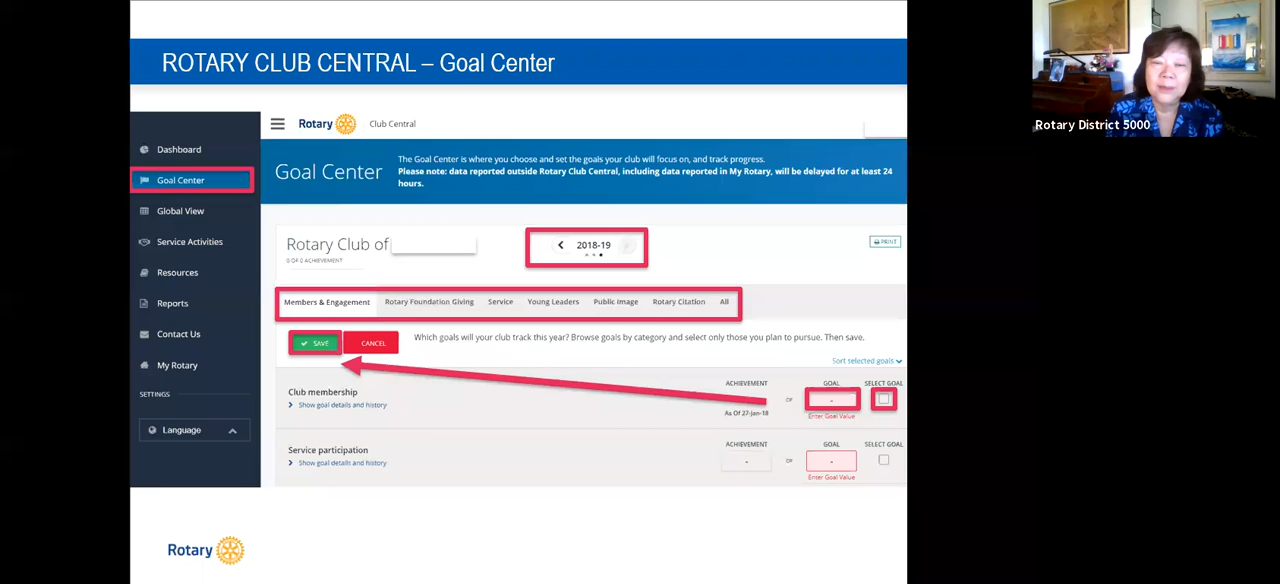 ROTARY CLUB CENTRAL – Goal Center
Rotary District 5000
Rotary Club Central
Dashboard
Goal Center
Global View
Service Activities
Resources
Reports
Contact Us
My Rotary
SETTINGS
Language
Goal Center
The Goal Center is where you choose and set the goals your club will focus on, and track progress.
Please note: data reported outside Rotary Club Central, including data reported in My Rotary, will be delayed for at least 24
hours.
Rotary Club of
0 OF 0 ACHIEVEMENT
2018-19
PRINT
Members & Engagement Rotary Foundation Giving Service Young Leaders Public Image Rotary Citation All
SAVE CANCEL
Which goals will your club track this year? Browse goals by category and select only those you plan to pursue. Then save.
Sort selected goals
Club membership
Show goal details and history
ACHIEVEMENT GOAL SELECT GOAL
OF -
As Of 27-Jan-18 Enter Goal Value
Service participation
Show goal details and history
ACHIEVEMENT GOAL SELECT GOAL
- OF -
Enter Goal Value
Rotary